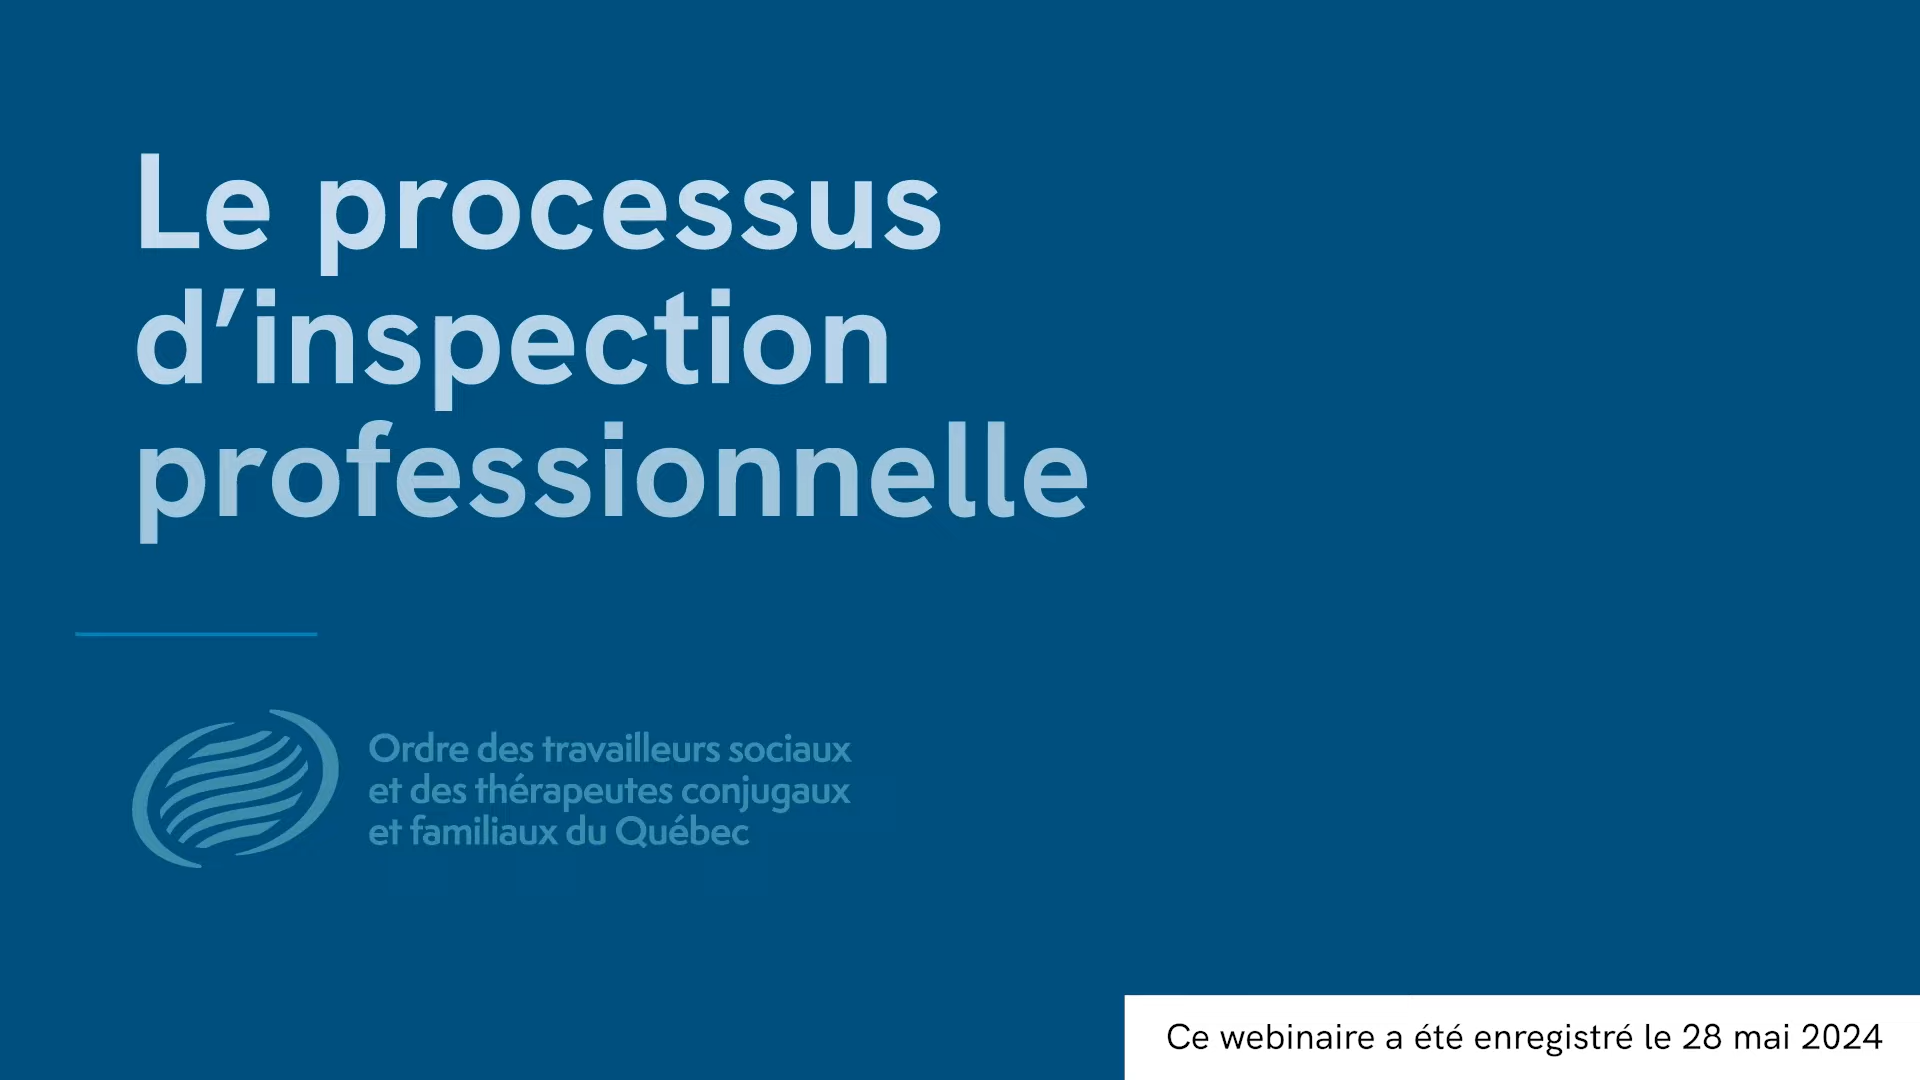 Le processus
d’inspection
professionnelle
Ordre des travailleurs sociaux
et des thérapeutes conjugaux
et familiaux du Québec
Ce webinaire a été enregistré le 28 mai 2024